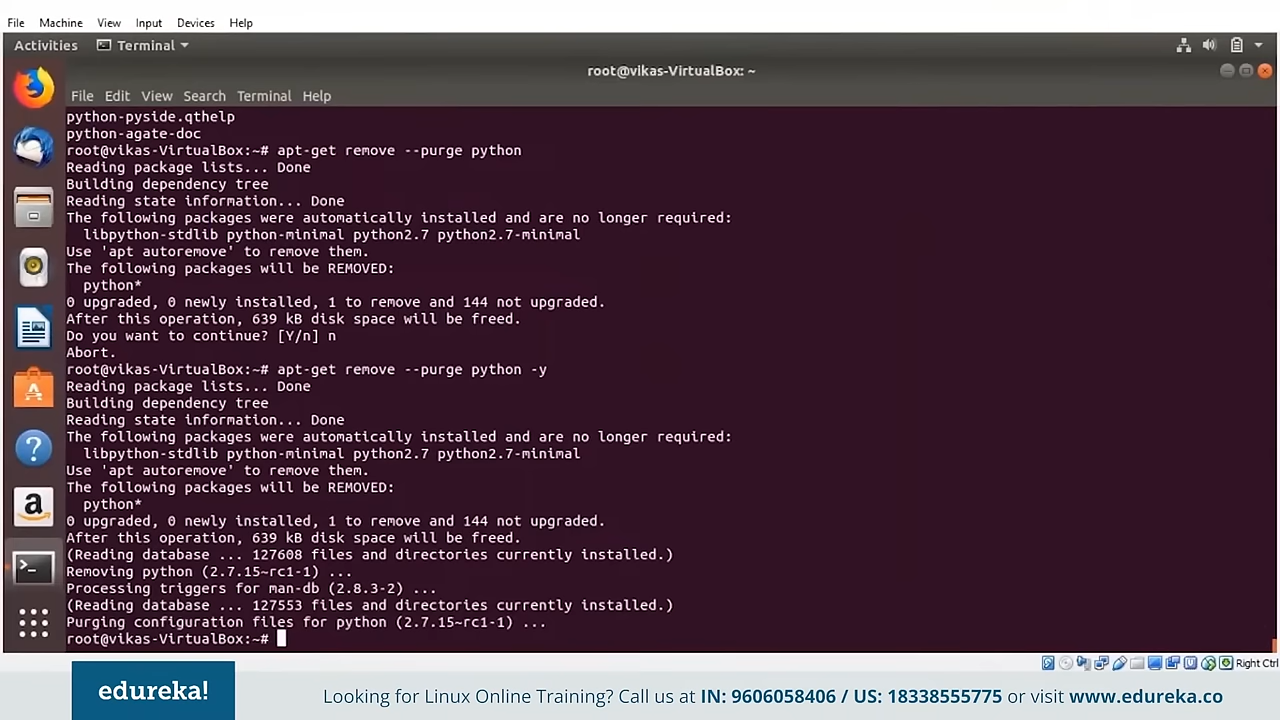 File Machine View Input Devices Help
Activities Terminal
root@vikas-VirtualBox: ~
File Edit View Search Terminal Help
python-pyside.qthelp
python-agate-doc
root@vikas-VirtualBox:~# apt-get remove --purge python
Reading package lists... Done
Building dependency tree
Reading state information... Done
The following packages were automatically installed and are no longer required:
libpython-stdlib python-minimal python2.7 python2.7-minimal
Use 'apt autoremove' to remove them.
The following packages will be REMOVED:
python*
0 upgraded, 0 newly installed, 1 to remove and 144 not upgraded.
After this operation, 639 kB disk space will be freed.
Do you want to continue? [Y/n] n
Abort.
root@vikas-VirtualBox:~# apt-get remove --purge python -y
Reading package lists... Done
Building dependency tree
Reading state information... Done
The following packages were automatically installed and are no longer required:
libpython-stdlib python-minimal python2.7 python2.7-minimal
Use 'apt autoremove' to remove them.
The following packages will be REMOVED:
python*
0 upgraded, 0 newly installed, 1 to remove and 144 not upgraded.
After this operation, 639 kB disk space will be freed.
(Reading database ... 127608 files and directories currently installed.)
Removing python (2.7.15~rc1-1) ...
Processing triggers for man-db (2.8.3-2) ...
(Reading database ... 127553 files and directories currently installed.)
Purging configuration files for python (2.7.15~rc1-1) ...
root@vikas-VirtualBox:~#
Right Ctrl
edureka!
Looking for Linux Online Training? Call us at IN: 9606058406 / US: 18338555775 or visit www.edureka.co